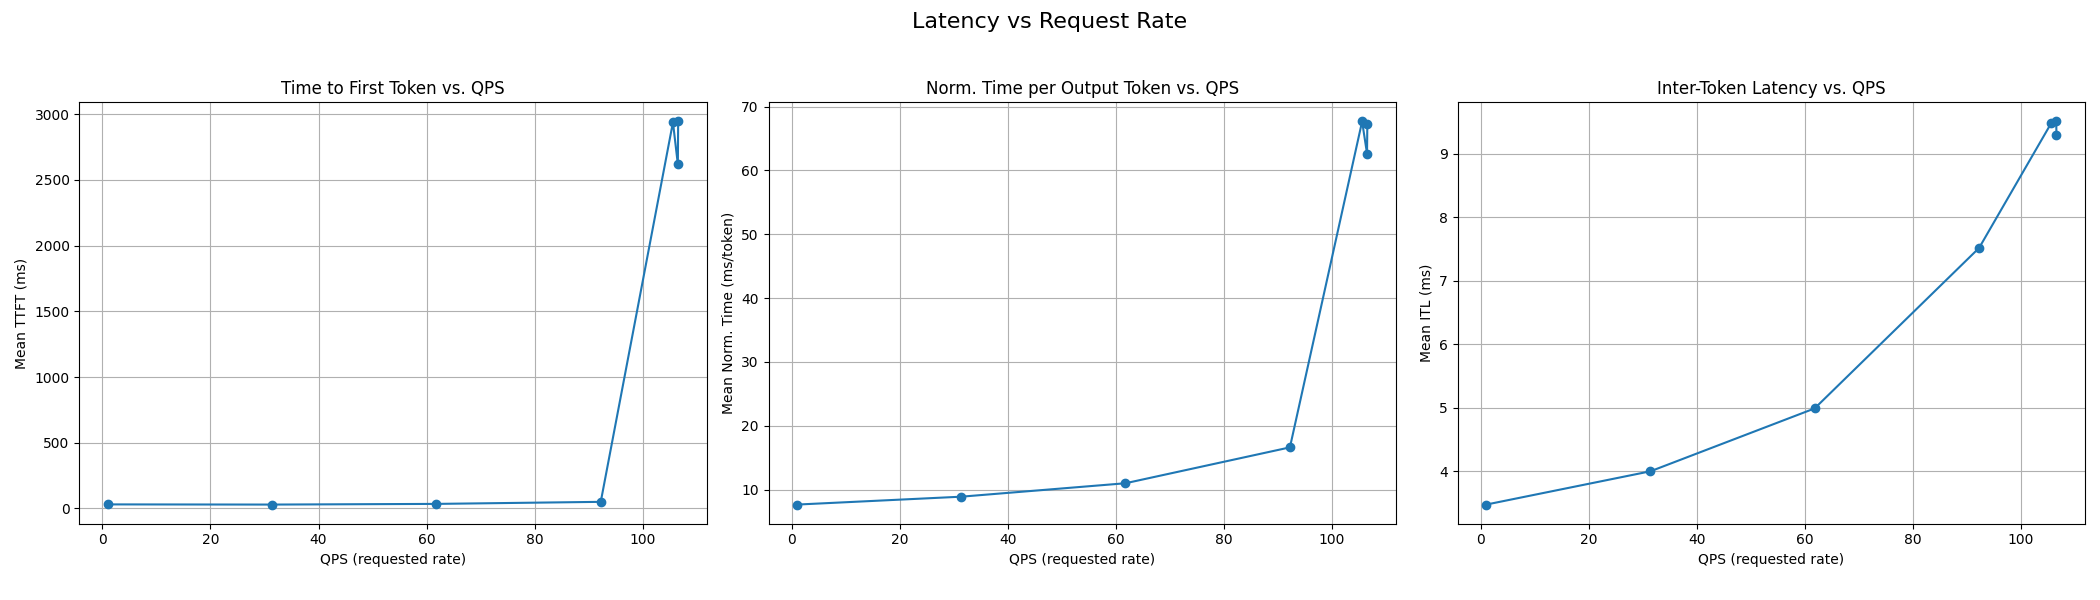 Latency vs Request Rate
Time to First Token vs. QPS
Mean TTFT (ms)
3000
2500
2000
1500
1000
500
0
0 20 40 60 80 100
QPS (requested rate)
Norm. Time per Output Token vs. QPS
Mean Norm. Time (ms/token)
70
60
50
40
30
20
10
0 20 40 60 80 100
QPS (requested rate)
Inter-Token Latency vs. QPS
Mean ITL (ms)
9
8
7
6
5
4
0 20 40 60 80 100
QPS (requested rate)